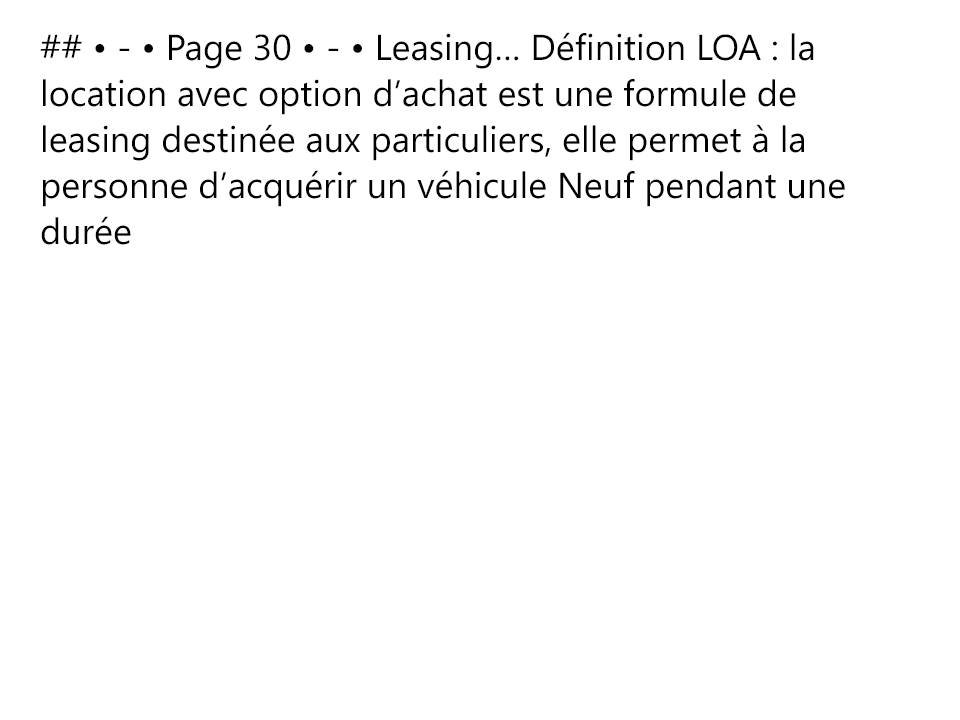 ## • - • Page 30 • - • Leasing… Définition LOA : la
location avec option d’achat est une formule de
leasing destinée aux particuliers, elle permet à la
personne d’acquérir un véhicule Neuf pendant une
durée